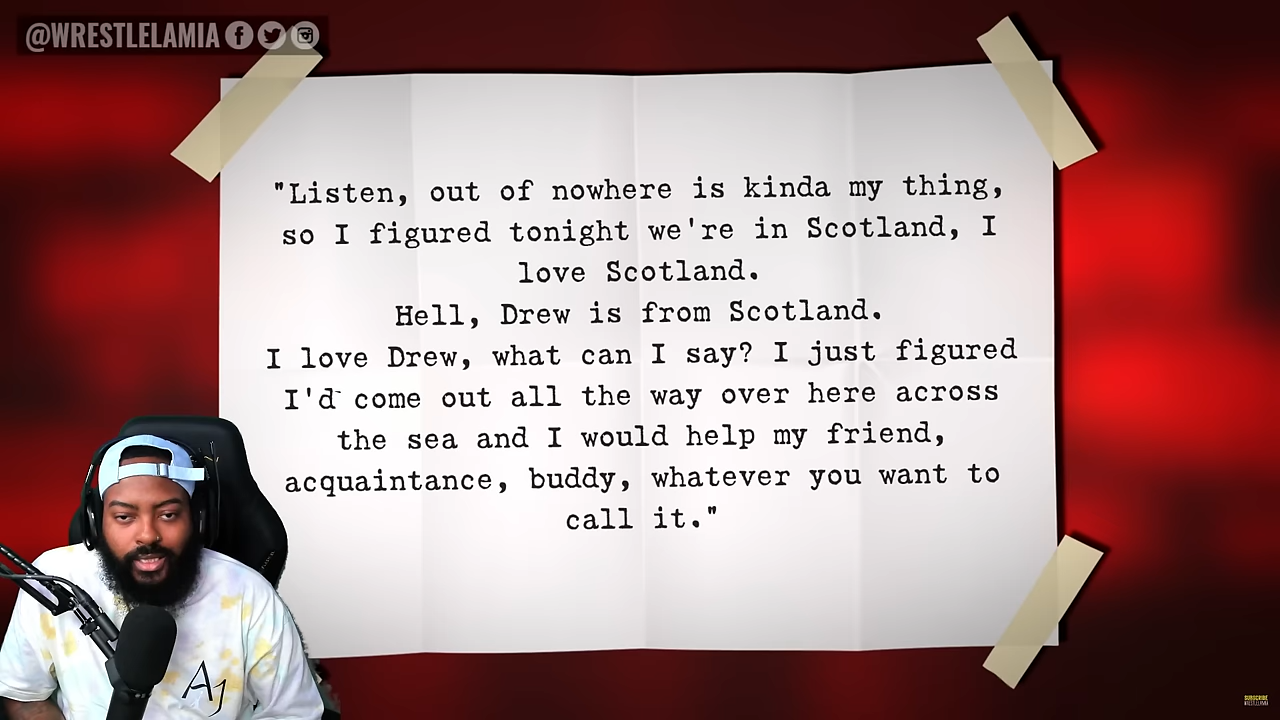 @WRESTLELAMIA
"Listen, out of nowhere is kinda my thing,
so I figured tonight we're in Scotland, I
love Scotland.
Hell, Drew is from Scotland.
I love Drew, what can I say? I just figured
I'd come out all the way over here across
the sea and I would help my friend,
acquaintance, buddy, whatever you want to
call it."
AJ
SUBSCRIBE
WRESTLELAMIA